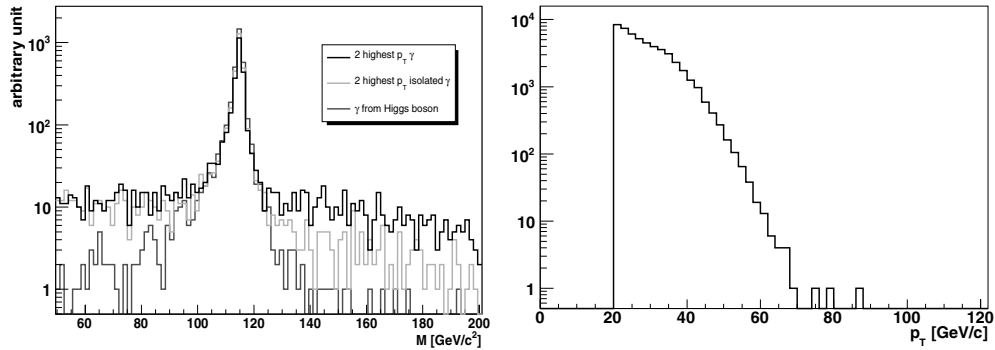 arbitrary unit
10³
10²
10
1
2 highest p_T γ
2 highest p_T isolated γ
γ from Higgs boson
60 80 100 120 140 160 180 200
M [GeV/c²]
10⁴
10³
10²
10
1
0 20 40 60 80 100 120
p_T [GeV/c]